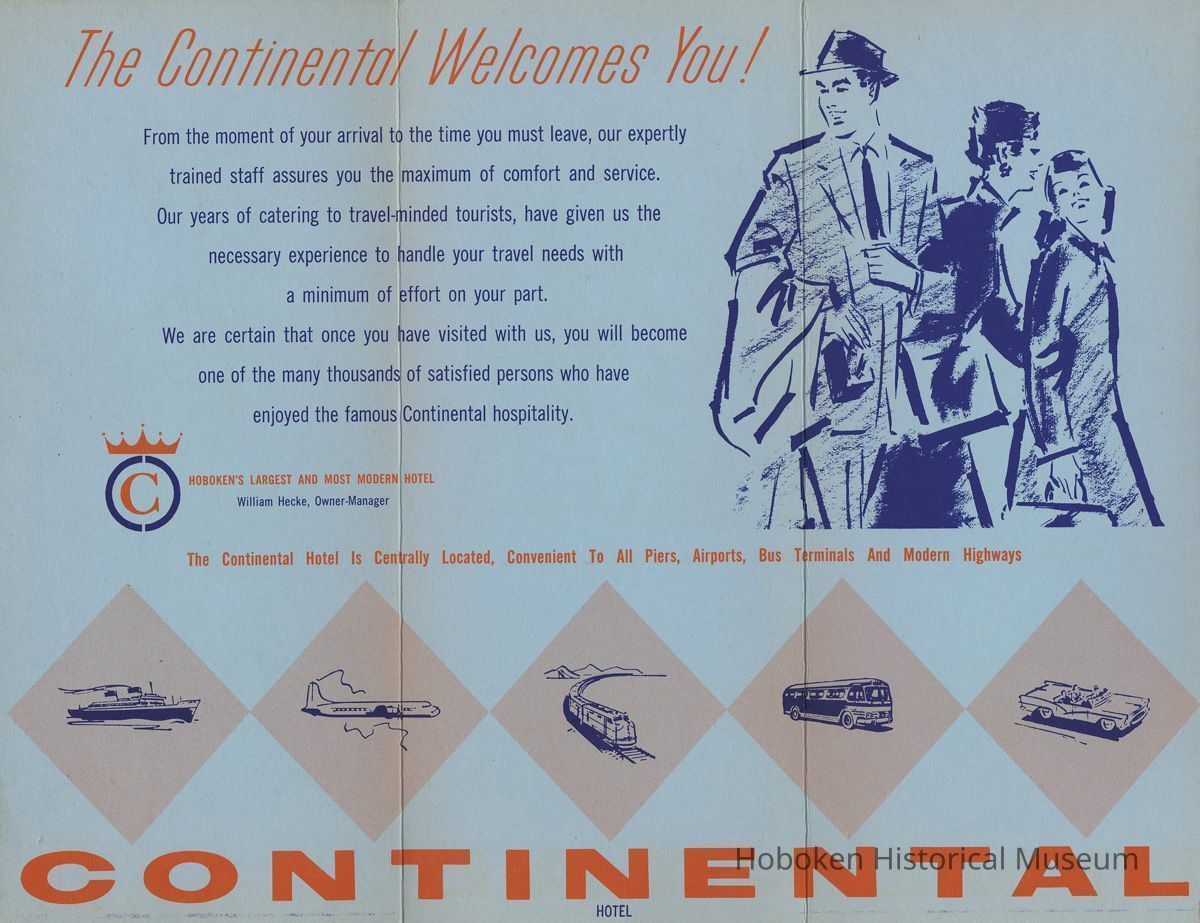 The Continental Welcomes You!
From the moment of your arrival to the time you must leave, our expertly
trained staff assures you the maximum of comfort and service.
Our years of catering to travel-minded tourists, have given us the
necessary experience to handle your travel needs with
a minimum of effort on your part.
We are certain that once you have visited with us, you will become
one of the many thousands of satisfied persons who have
enjoyed the famous Continental hospitality.
C
HOBOKEN'S LARGEST AND MOST MODERN HOTEL
William Hecke, Owner-Manager
The Continental Hotel Is Centrally Located, Convenient To All Piers, Airports, Bus Terminals And Modern Highways
CONTINENTAL
Hoboken Historical Museum
HOTEL